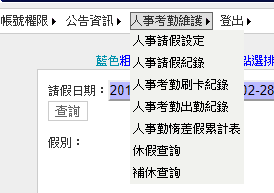 帳號權限 公告資訊 人事考勤維護 登出
人事請假設定
人事請假紀錄
人事考勤刷卡紀錄
人事考勤出勤紀錄
人事勤惰差假累計表
休假查詢
補休查詢
藍色粗 點選排
請假日期： 201 02-28
查詢
假別：